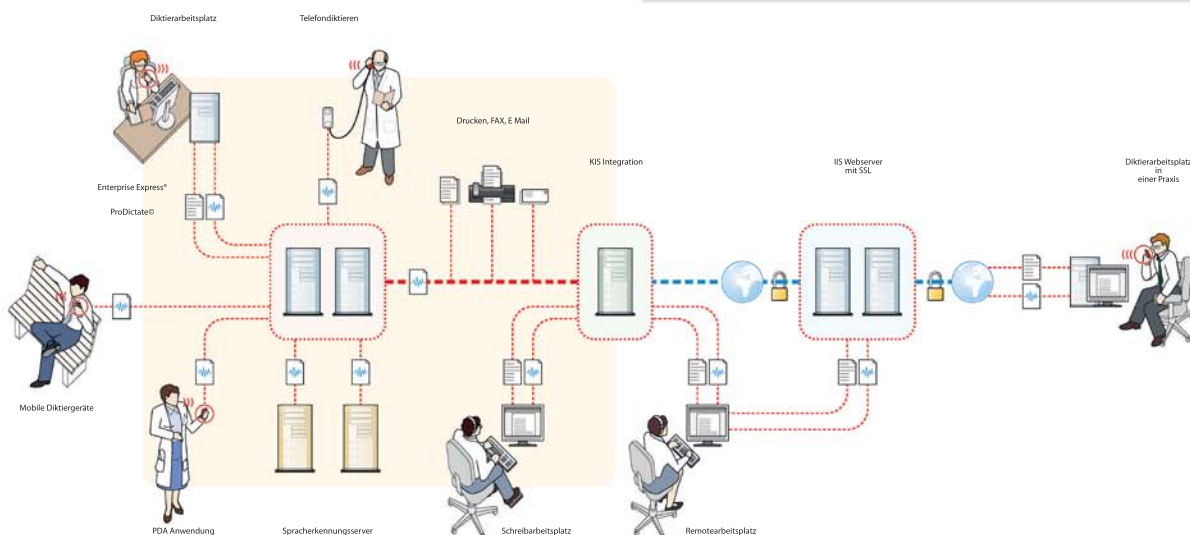 Diktierarbeitsplatz
Telefondiktieren
Drucken, FAX, E Mail
KIS Integration
IIS Webserver
mit SSL
Diktierarbeitsplatz
in
einer Praxis
Enterprise Express®
ProDictate©
Mobile Diktiergeräte
PDA Anwendung
Spracherkennungsserver
Schreibarbeitsplatz
Remotearbeitsplatz